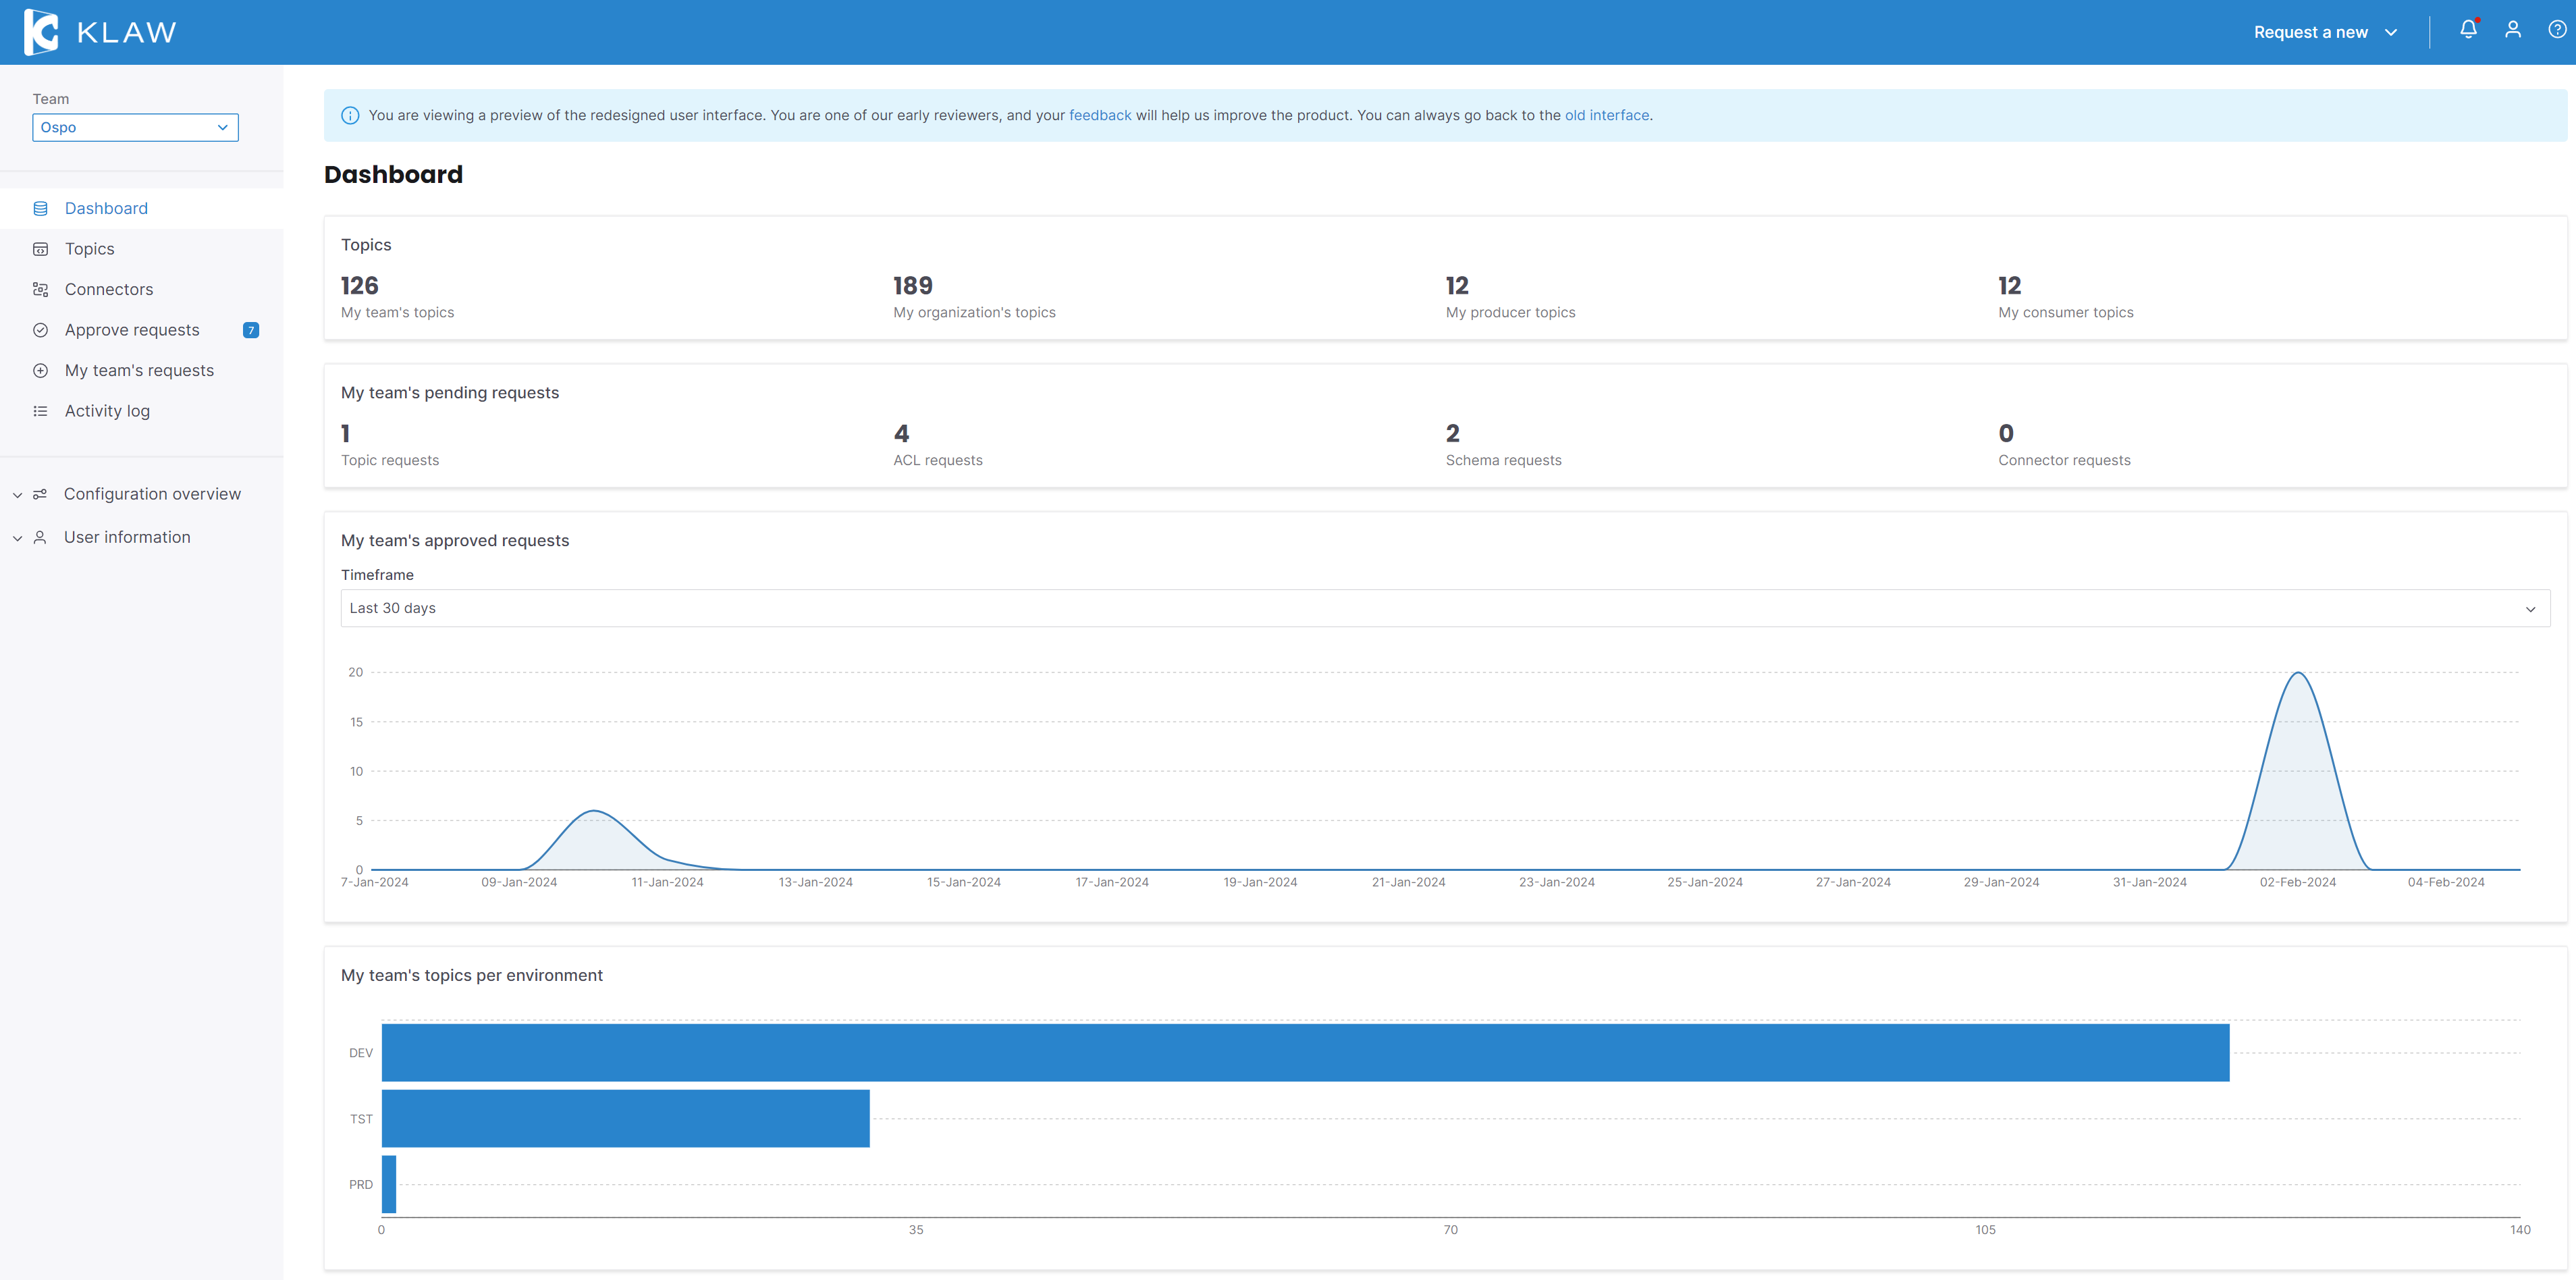 KLAW
Request a new
Team
Ospo
Dashboard
Topics
Connectors
Approve requests 7
My team's requests
Activity log
Configuration overview
User information
You are viewing a preview of the redesigned user interface. You are one of our early reviewers, and your feedback will help us improve the product. You can always go back to the old interface.
Dashboard
Topics
126 189 12 12
My team's topics My organization's topics My producer topics My consumer topics
My team's pending requests
1 4 2 0
Topic requests ACL requests Schema requests Connector requests
My team's approved requests
Timeframe
Last 30 days
20
15
10
5
0
7-Jan-2024 09-Jan-2024 11-Jan-2024 13-Jan-2024 15-Jan-2024 17-Jan-2024 19-Jan-2024 21-Jan-2024 23-Jan-2024 25-Jan-2024 27-Jan-2024 29-Jan-2024 31-Jan-2024 02-Feb-2024 04-Feb-2024
My team's topics per environment
DEV
TST
PRD
0 35 70 105 140